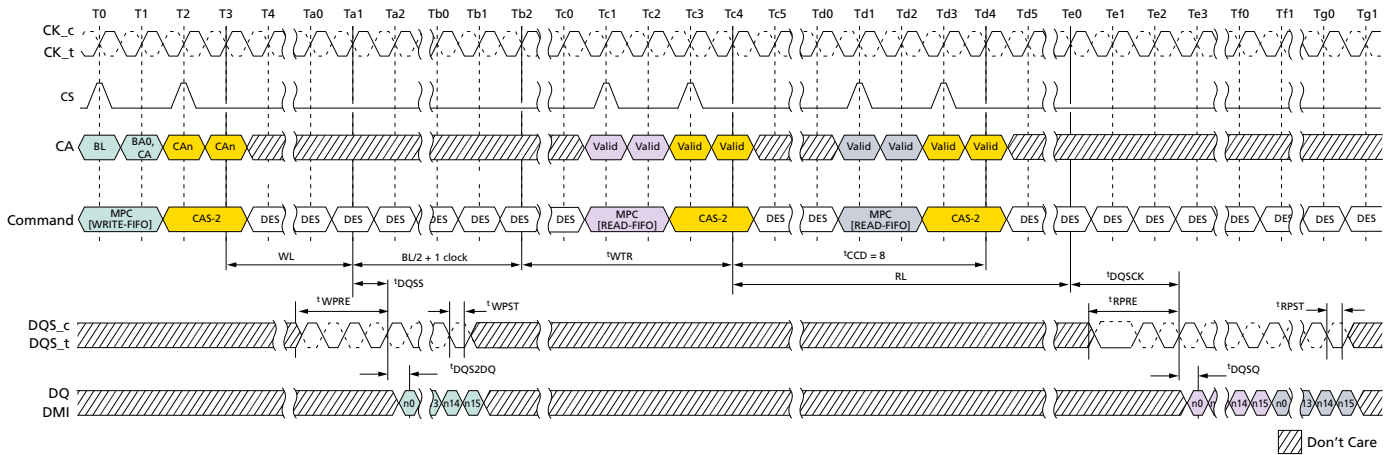 T0 T1 T2 T3 T4 Ta0 Ta1 Ta2 Tb0 Tb1 Tb2 Tc0 Tc1 Tc2 Tc3 Tc4 Tc5 Td0 Td1 Td2 Td3 Td4 Td5 Te0 Te1 Te2 Te3 Tf0 Tf1 Tg0 Tg1
CK_c
CK_t
CS
CA BL BA0, CA CAn CAn Valid Valid Valid Valid Valid Valid Valid Valid
Command MPC [WRITE-FIFO] CAS-2 DES DES DES DES DES DES DES DES MPC [READ-FIFO] CAS-2 DES DES MPC [READ-FIFO] CAS-2 DES DES DES DES DES DES DES DES DES
WL BL/2 + 1 clock tWTR tCCD = 8
tDQSS RL tDQSCK
tWPRE tWPST tRPRE tRPST
DQS_c
DQS_t
tDQS2DQ tDQSQ
DQ
DMI
n0 13 n14 n15 n0 n n14 n15 n0 13 n14 n15
Don't Care